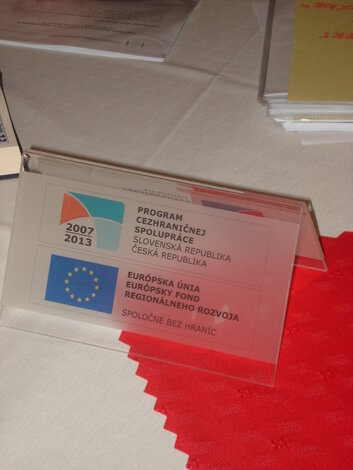 2007
2013
PROGRAM
CEZHRANIČNEJ
SPOLUPRÁCE
SLOVENSKÁ REPUBLIKA
ČESKÁ REPUBLIKA
EURÓPSKA ÚNIA
EURÓPSKY FOND
REGIONÁLNEHO ROZVOJA
SPOLOČNE BEZ HRANÍC